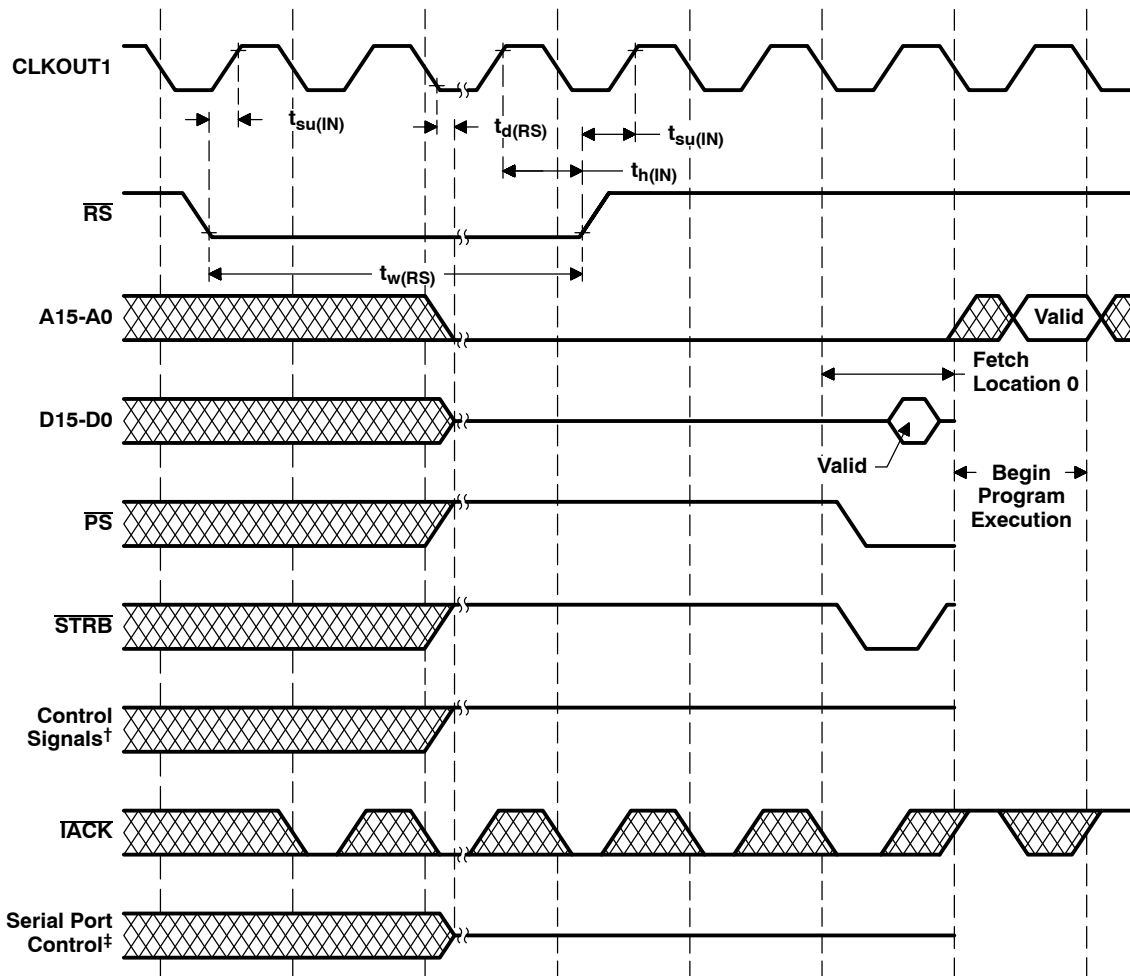 CLKOUT1
tsu(IN)
td(RS)
tsu(IN)
th(IN)
RS
tw(RS)
A15-A0
Valid
Fetch
Location 0
D15-D0
Valid
Begin
Program
Execution
PS
STRB
Control
Signals†
IACK
Serial Port
Control‡